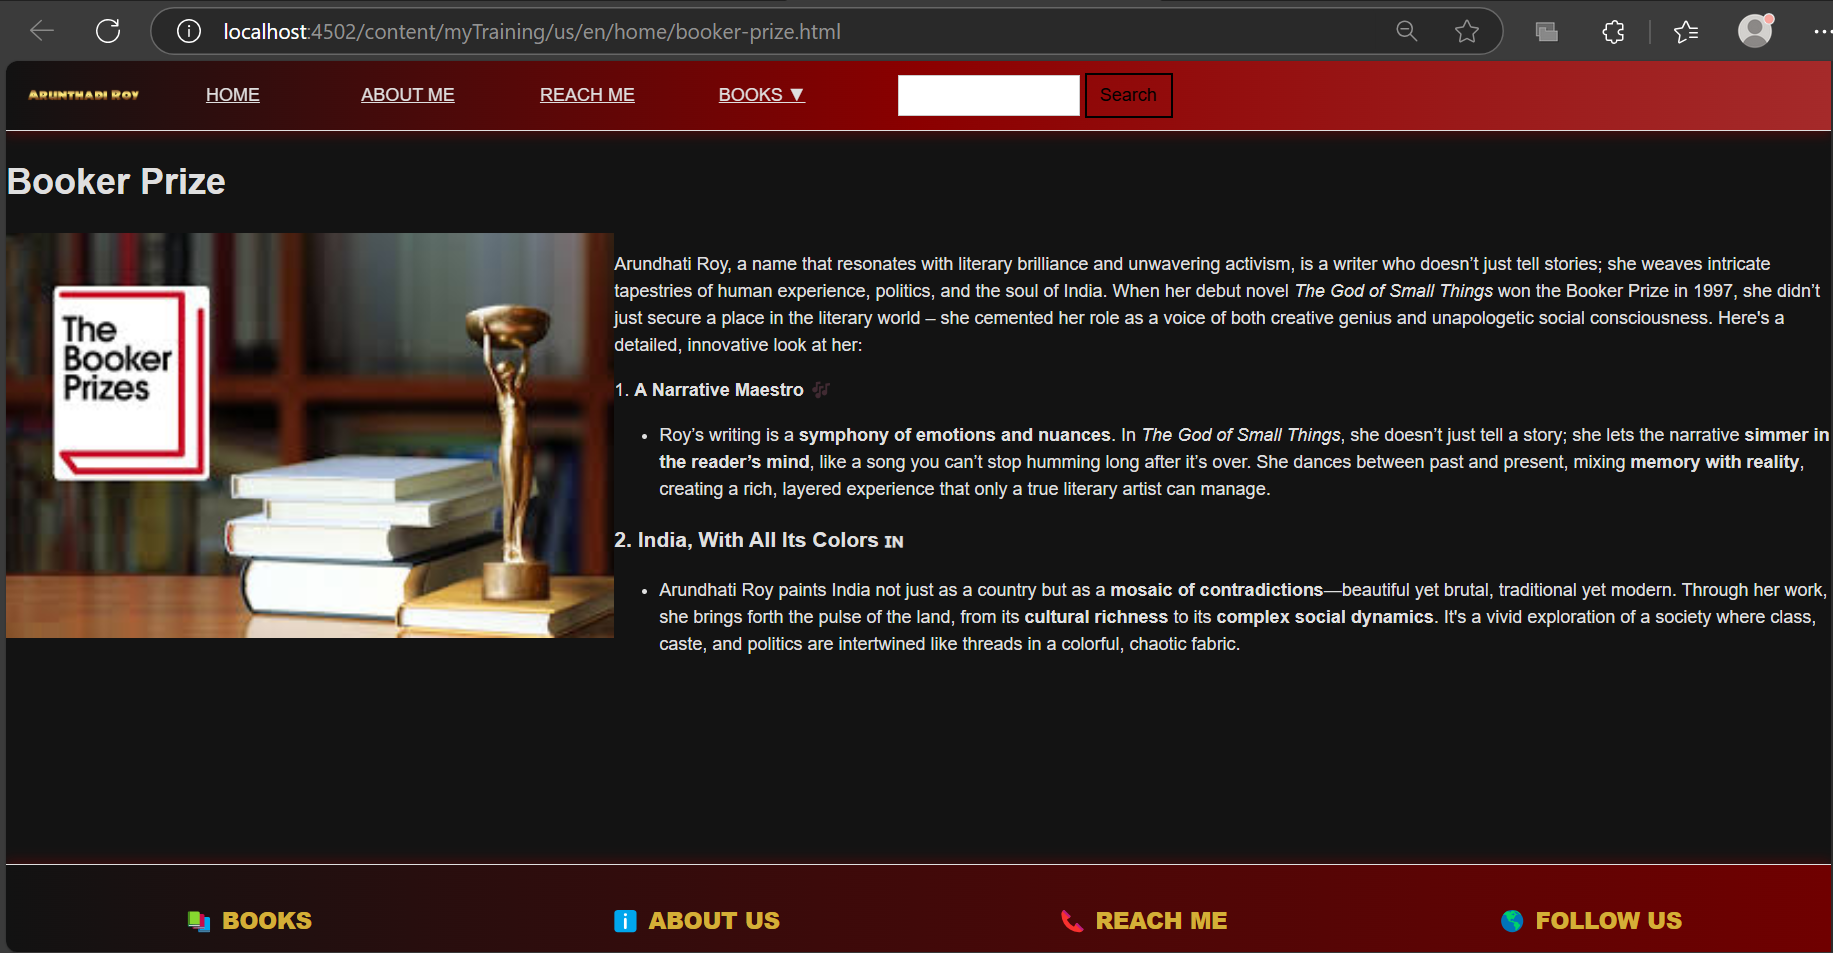 localhost:4502/content/myTraining/us/en/home/booker-prize.html
ARUNTHADI ROY
HOME
ABOUT ME
REACH ME
BOOKS ▼
Search
Booker Prize
The
Booker
Prizes
Arundhati Roy, a name that resonates with literary brilliance and unwavering activism, is a writer who doesn’t just tell stories; she weaves intricate
tapestries of human experience, politics, and the soul of India. When her debut novel The God of Small Things won the Booker Prize in 1997, she didn’t
just secure a place in the literary world – she cemented her role as a voice of both creative genius and unapologetic social consciousness. Here's a
detailed, innovative look at her:
1. A Narrative Maestro 🎶
• Roy’s writing is a symphony of emotions and nuances. In The God of Small Things, she doesn’t just tell a story; she lets the narrative simmer in
the reader’s mind, like a song you can’t stop humming long after it’s over. She dances between past and present, mixing memory with reality,
creating a rich, layered experience that only a true literary artist can manage.
2. India, With All Its Colors IN
• Arundhati Roy paints India not just as a country but as a mosaic of contradictions—beautiful yet brutal, traditional yet modern. Through her work,
she brings forth the pulse of the land, from its cultural richness to its complex social dynamics. It's a vivid exploration of a society where class,
caste, and politics are intertwined like threads in a colorful, chaotic fabric.
📚 BOOKS
ℹ️ ABOUT US
📞 REACH ME
🌎 FOLLOW US